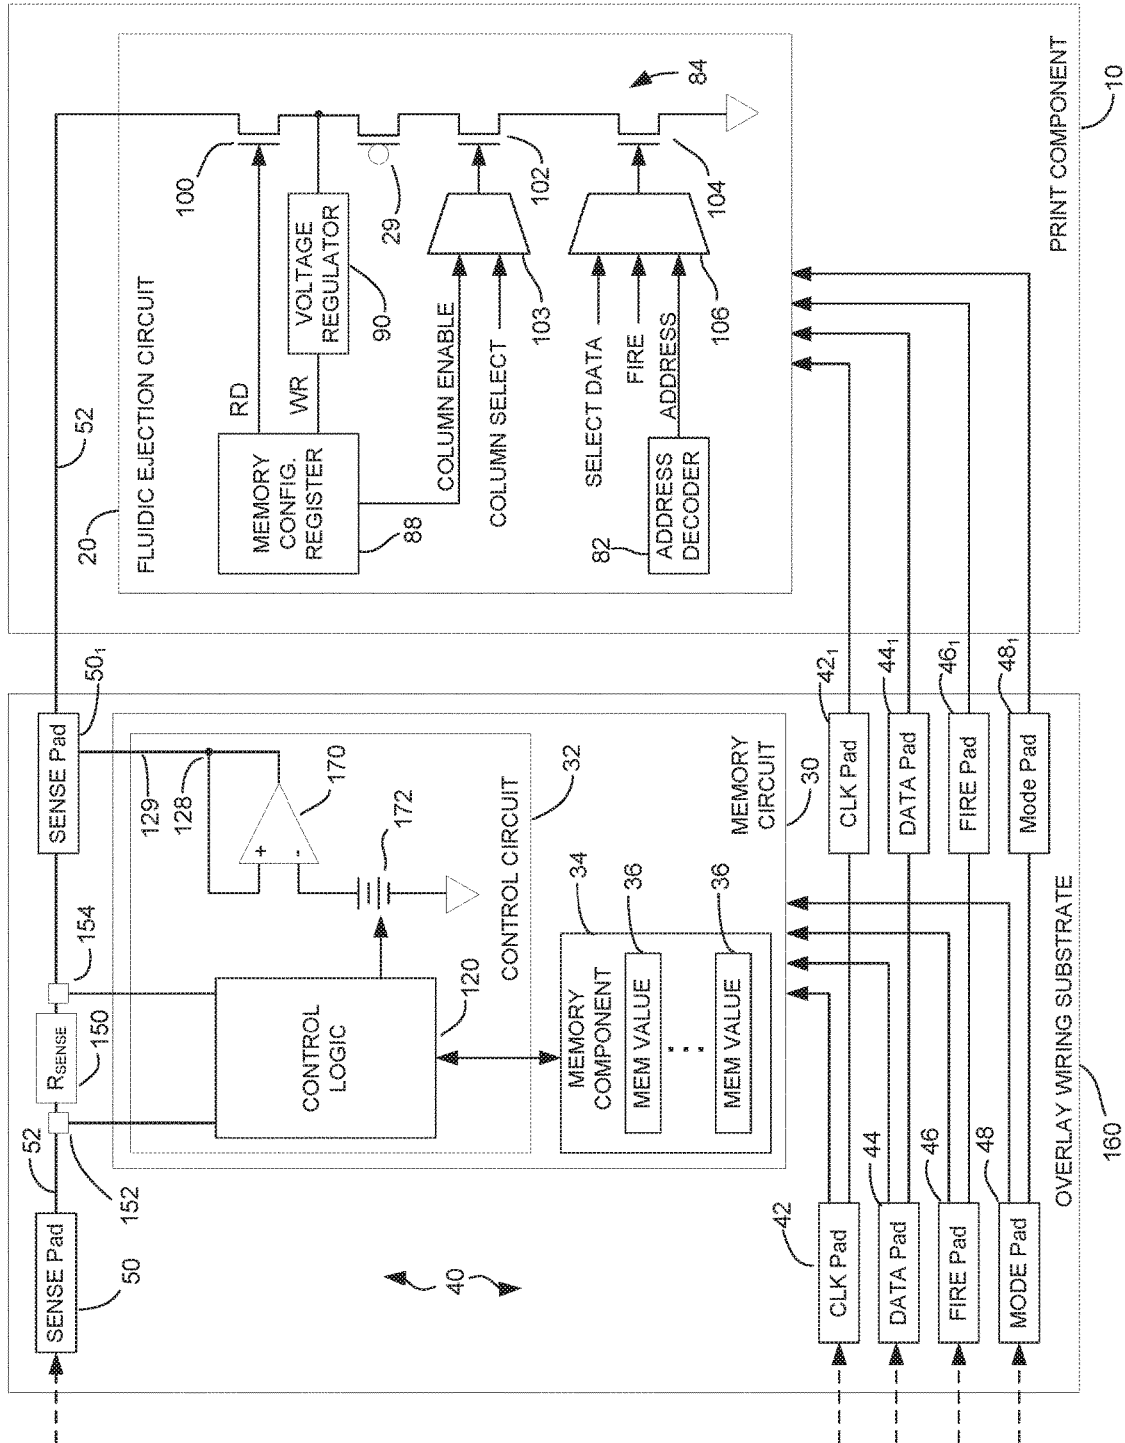 SENSE Pad
50
52
152
R_SENSE
150
154
SENSE Pad
50₁
52
40
CONTROL
LOGIC
120
129
128
170
+
-
172
CONTROL CIRCUIT
32
MEMORY
COMPONENT
34
MEM VALUE
36
...
MEM VALUE
36
MEMORY
CIRCUIT
30
42
CLK Pad
44
DATA Pad
46
FIRE Pad
48
MODE Pad
42₁
CLK Pad
44₁
DATA Pad
46₁
FIRE Pad
48₁
Mode Pad
OVERLAY WIRING SUBSTRATE
160
20
FLUIDIC EJECTION CIRCUIT
MEMORY
CONFIG.
REGISTER
88
RD
WR
100
VOLTAGE
REGULATOR
90
29
COLUMN ENABLE
COLUMN SELECT
103
102
SELECT DATA
FIRE
ADDRESS
82
ADDRESS
DECODER
106
104
84
PRINT COMPONENT
10